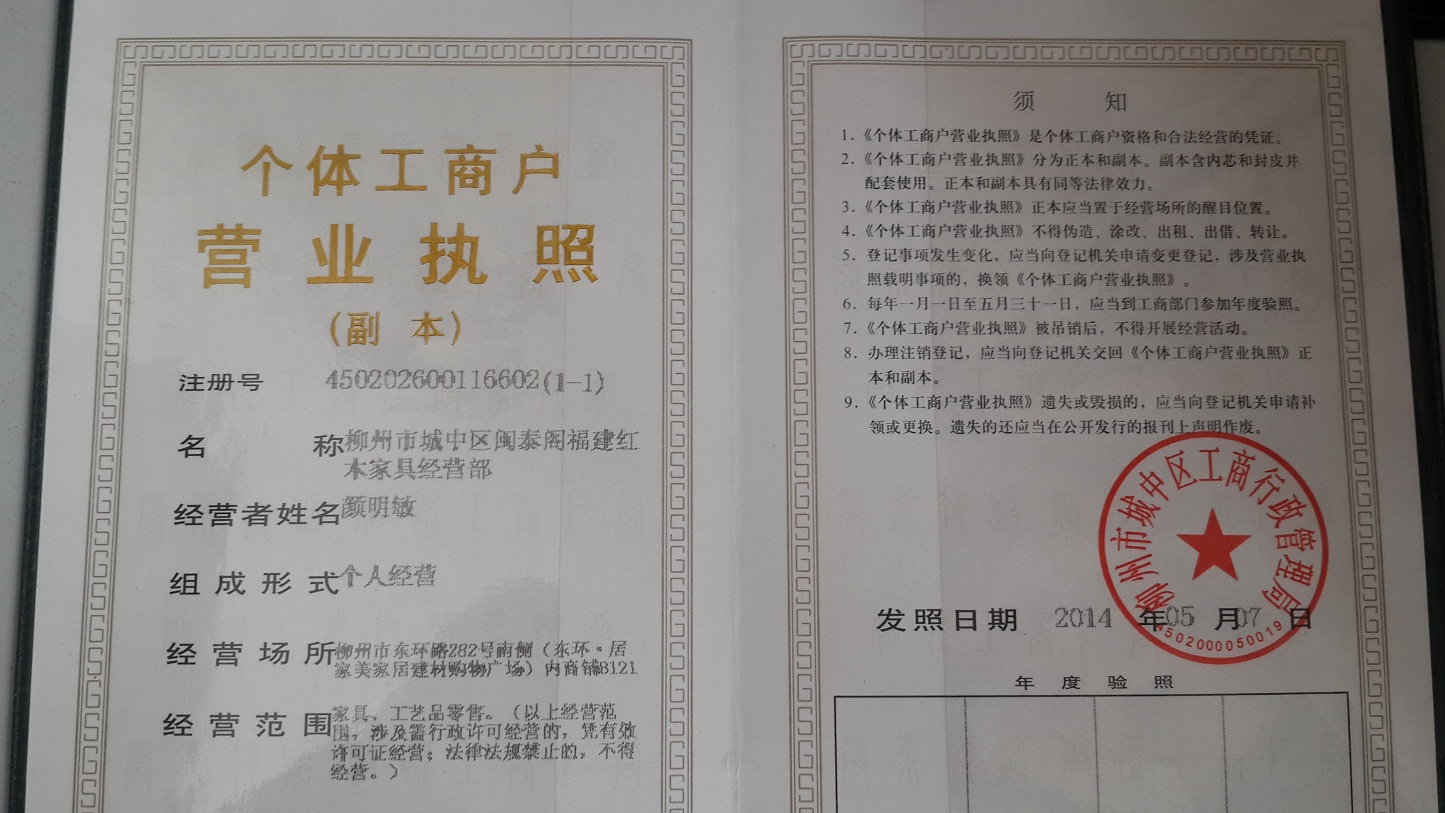 个体工商户
营业执照
(副 本)
注册号 450202600116602(1-1)
名 称 柳州市城中区闽泰阁福建红
木家具经营部
经营者姓名 颜明敏
组成形式 个人经营
经营场所 柳州市东环路282号南侧（东环·居
家美家居建材购物广场）内商铺B121
经营范围 家具、工艺品零售。（以上经营范
围，涉及需行政许可经营的，凭有效
许可证经营；法律法规禁止的，不得
经营。）
须 知
1．《个体工商户营业执照》是个体工商户资格和合法经营的凭证。
2．《个体工商户营业执照》分为正本和副本。副本含内芯和封皮并
配套使用。正本和副本具有同等法律效力。
3．《个体工商户营业执照》正本应当置于经营场所的醒目位置。
4．《个体工商户营业执照》不得伪造、涂改、出租、出借、转让。
5．登记事项发生变化，应当向登记机关申请变更登记，涉及营业执
照载明事项的，换领《个体工商户营业执照》。
6．每年一月一日至五月三十一日，应当到工商部门参加年度验照。
7．《个体工商户营业执照》被吊销后，不得开展经营活动。
8．办理注销登记，应当向登记机关交回《个体工商户营业执照》正
本和副本。
9．《个体工商户营业执照》遗失或毁损的，应当向登记机关申请补
领或更换。遗失的还应当在公开发行的报刊上声明作废。
柳州市城中区工商行政管理局
4502000050019
发照日期 2014 年 05 月 07 日
年 度 验 照